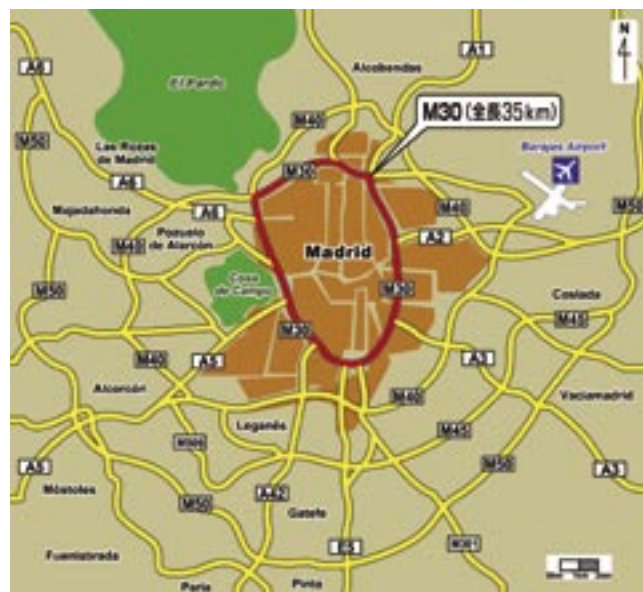 N
A1
A6
El Pardo
Alcobendas
M40
M30 (全長35km)
M50
Las Rozas
de Madrid
M30
Barajas Airport
A6
Majadahonda
A6
M40
M50
Pozuelo
de Alarcón
M40
Madrid
A2
Casa
de Campo
M50
M30
Coslada
M30
M45
M40
A5
A3
Alcorcón
M40
Vaciamadrid
Leganés
M45
M506
A5
M50
A3
Móstoles
A42
M50
Getafe
E5
M301
Fuenlabrada
Parla
Pinto